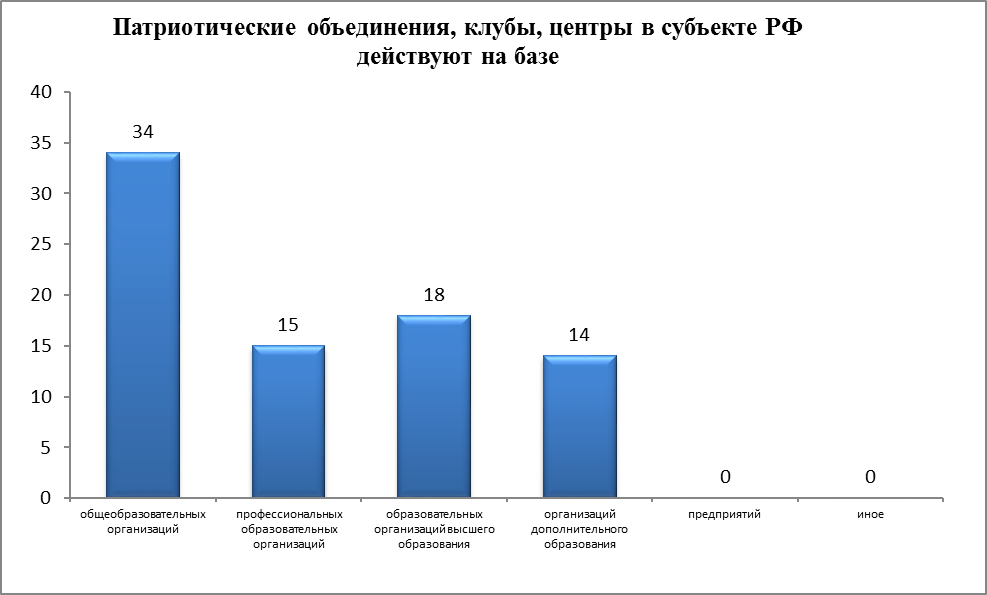 Патриотические объединения, клубы, центры в субъекте РФ
действуют на базе
40
35
30
25
20
15
10
5
0
34
15
18
14
0
0
общеобразовательных
организаций
профессиональных
образовательных
организаций
образовательных
организаций высшего
образования
организаций
дополнительного
образования
предприятий
иное